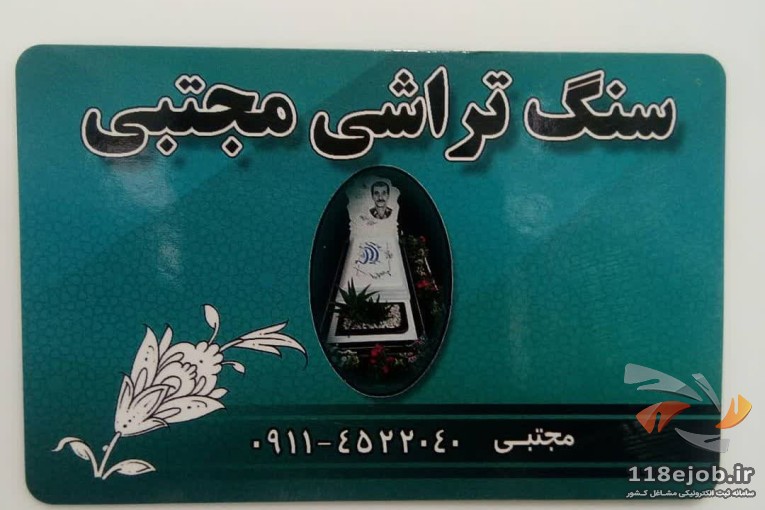 سنگ تراشی مجتبی
مجتبی ۰۹۱۱-۴۵۲۲۰۴۰
118ejob.ir
سامانه ثبت الکترونیکی مشاغل کشور